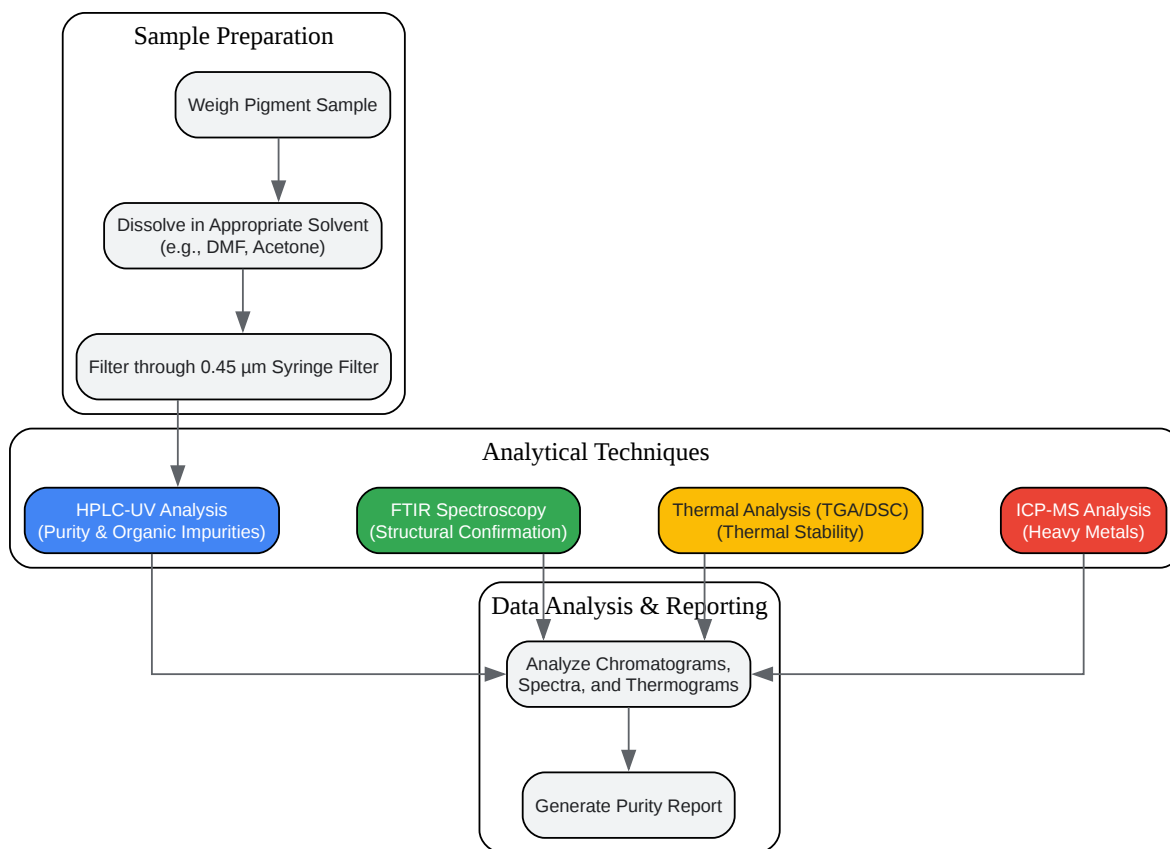 Sample Preparation
Weigh Pigment Sample
Dissolve in Appropriate Solvent
(e.g., DMF, Acetone)
Filter through 0.45 µm Syringe Filter
Analytical Techniques
HPLC-UV Analysis
(Purity & Organic Impurities)
FTIR Spectroscopy
(Structural Confirmation)
Thermal Analysis (TGA/DSC)
(Thermal Stability)
ICP-MS Analysis
(Heavy Metals)
Data Analysis & Reporting
Analyze Chromatograms,
Spectra, and Thermograms
Generate Purity Report